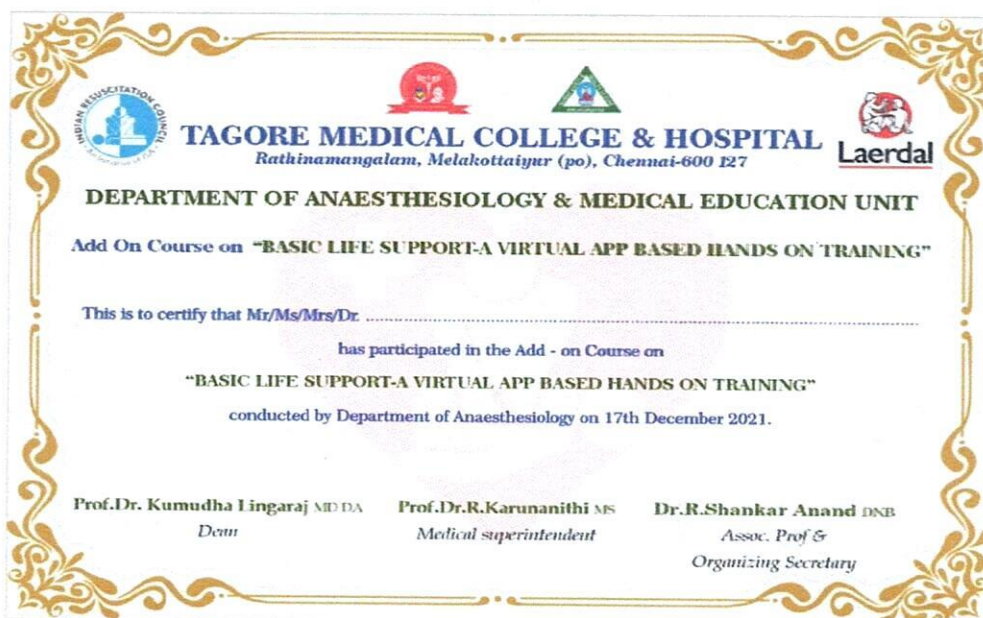 INDIAN RESUSCITATION COUNCIL
TAGORE MEDICAL COLLEGE & HOSPITAL
Laerdal
Rathinamangalam, Melakottaiyur (po), Chennai-600 127
DEPARTMENT OF ANAESTHESIOLOGY & MEDICAL EDUCATION UNIT
Add On Course on "BASIC LIFE SUPPORT-A VIRTUAL APP BASED HANDS ON TRAINING"
This is to certify that Mr/Ms/Mrs/Dr. ........................................................
has participated in the Add - on Course on
"BASIC LIFE SUPPORT-A VIRTUAL APP BASED HANDS ON TRAINING"
conducted by Department of Anaesthesiology on 17th December 2021.
Prof.Dr. Kumudha Lingaraj MD DA Prof.Dr.R.Karunanithi MS Dr.R.Shankar Anand DNB
Dean Medical superintendent Assoc. Prof &
Organizing Secretary